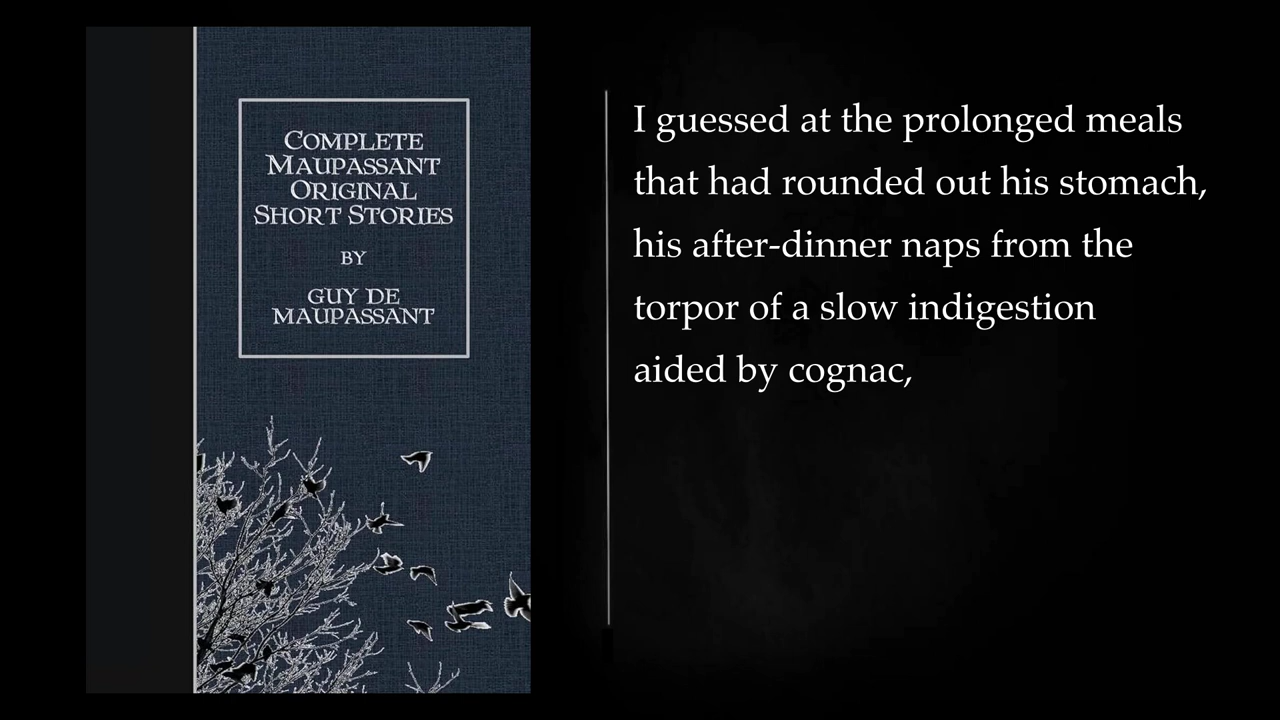 COMPLETE
MAUPASSANT
ORIGINAL
SHORT STORIES
BY
GUY DE
MAUPASSANT
I guessed at the prolonged meals
that had rounded out his stomach,
his after-dinner naps from the
torpor of a slow indigestion
aided by cognac,